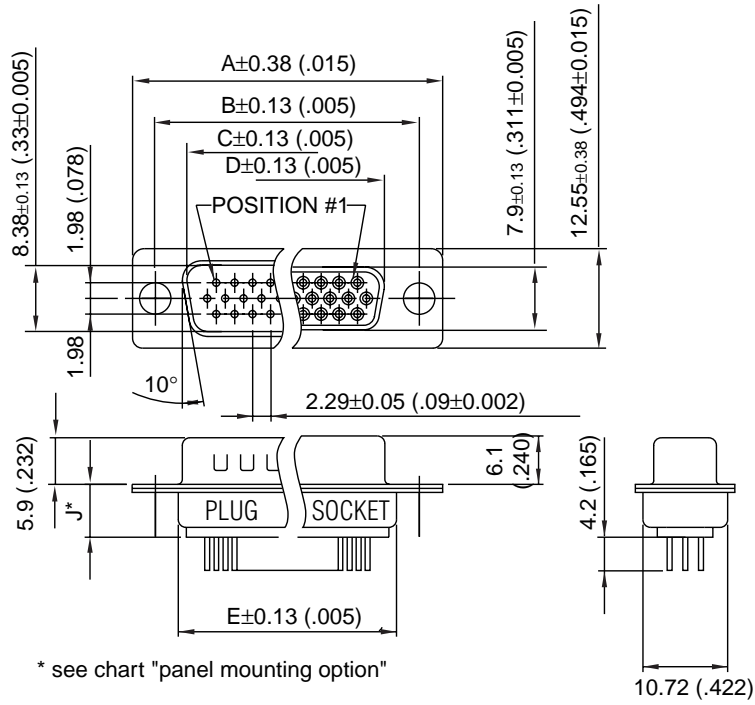 A±0.38 (.015)
B±0.13 (.005)
C±0.13 (.005)
D±0.13 (.005)
POSITION #1
8.38±0.13 (.33±0.005)
1.98 (.078)
1.98
7.9±0.13 (.311±0.005)
12.55±0.38 (.494±0.015)
10°
2.29±0.05 (.09±0.002)
5.9 (.232)
J*
PLUG
SOCKET
6.1
(.240)
4.2 (.165)
E±0.13 (.005)
* see chart "panel mounting option"
10.72 (.422)